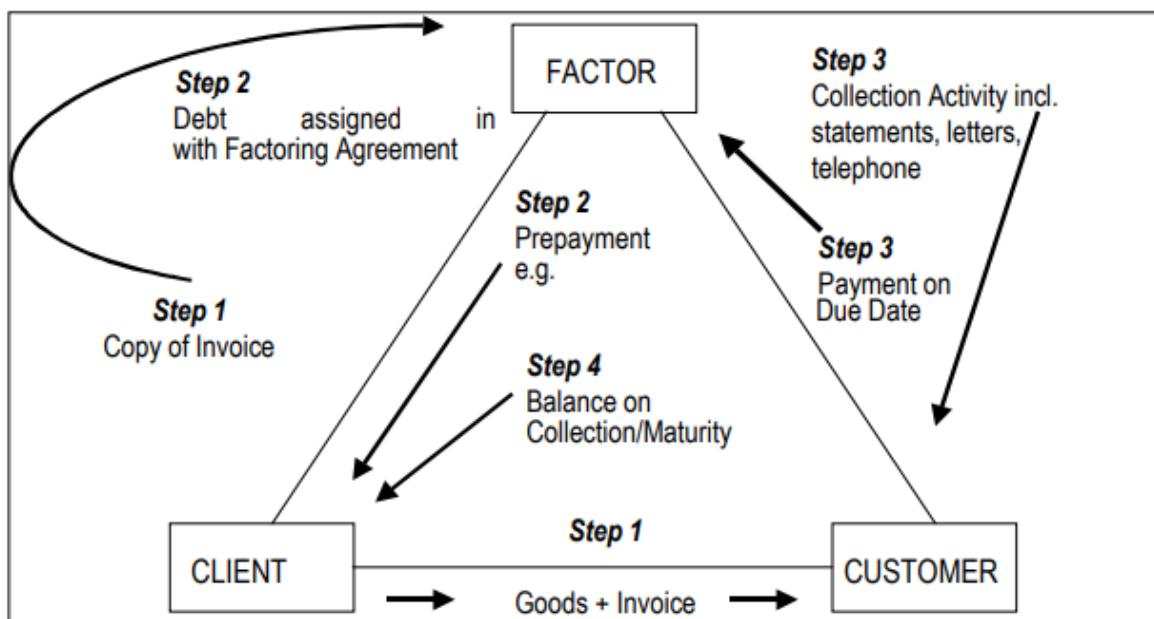 FACTOR
Step 2
Debt assigned in
with Factoring Agreement
Step 3
Collection Activity incl.
statements, letters,
telephone
Step 2
Prepayment
e.g.
Step 3
Payment on
Due Date
Step 1
Copy of Invoice
Step 4
Balance on
Collection/Maturity
Step 1
CLIENT
CUSTOMER
Goods + Invoice